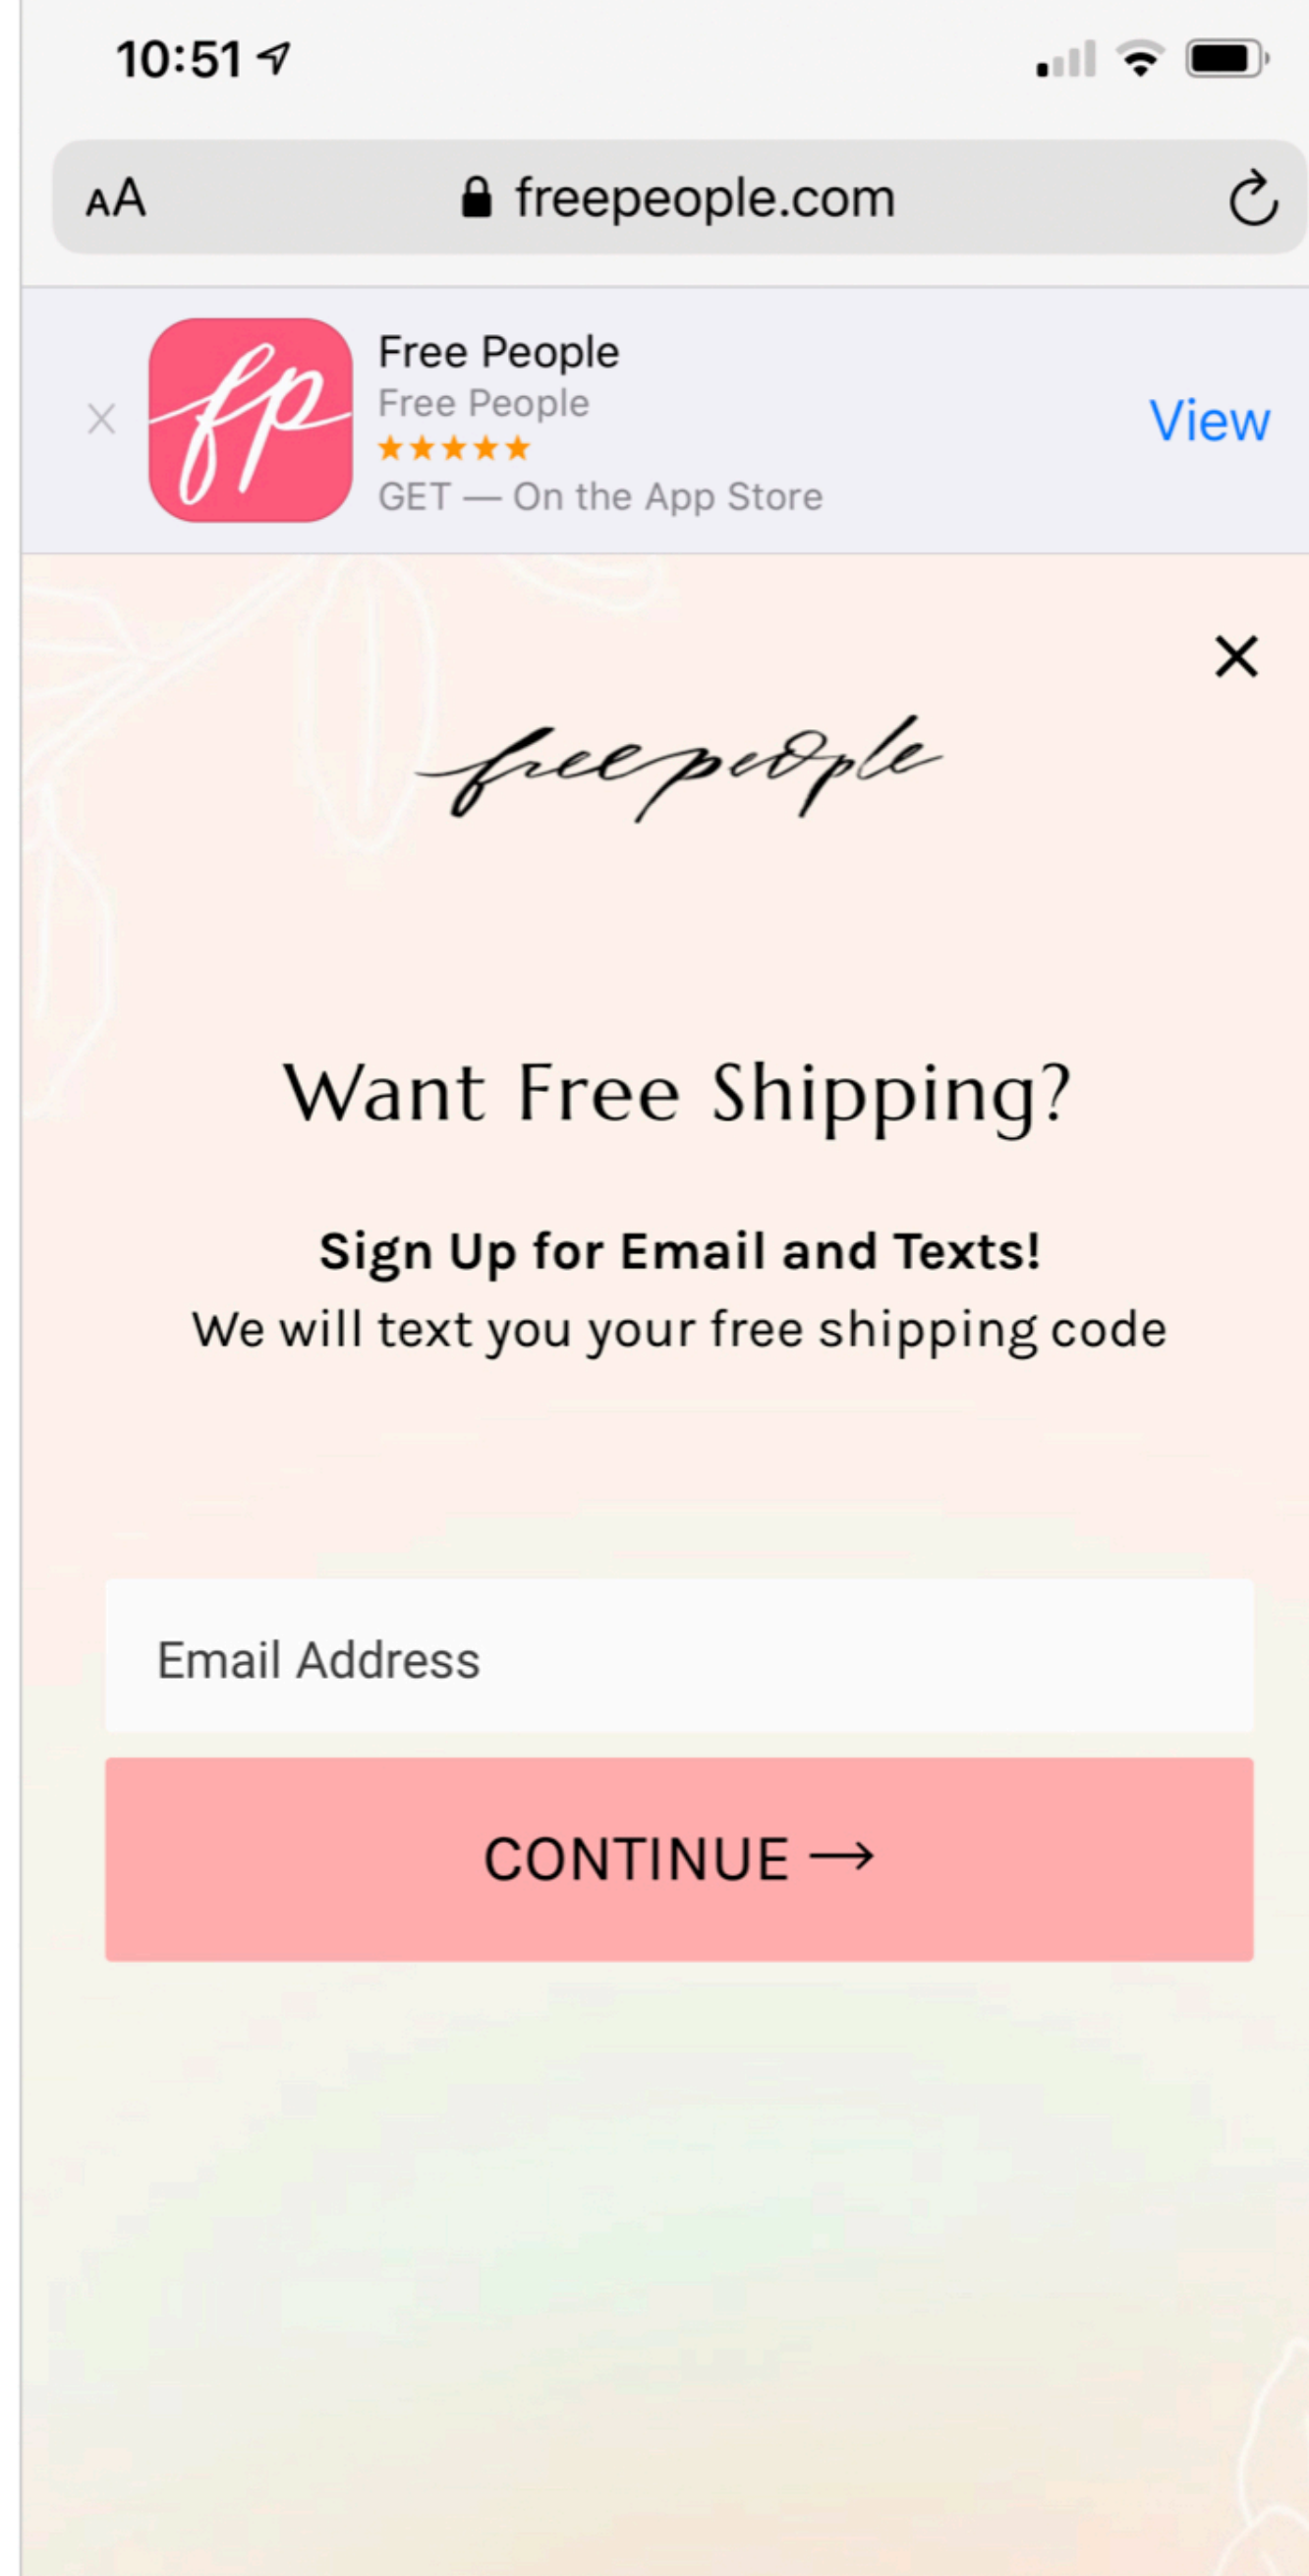 10:51
AA freepeople.com
Free People
Free People
GET — On the App Store
View
fp
free people
Want Free Shipping?
Sign Up for Email and Texts!
We will text you your free shipping code
Email Address
CONTINUE →